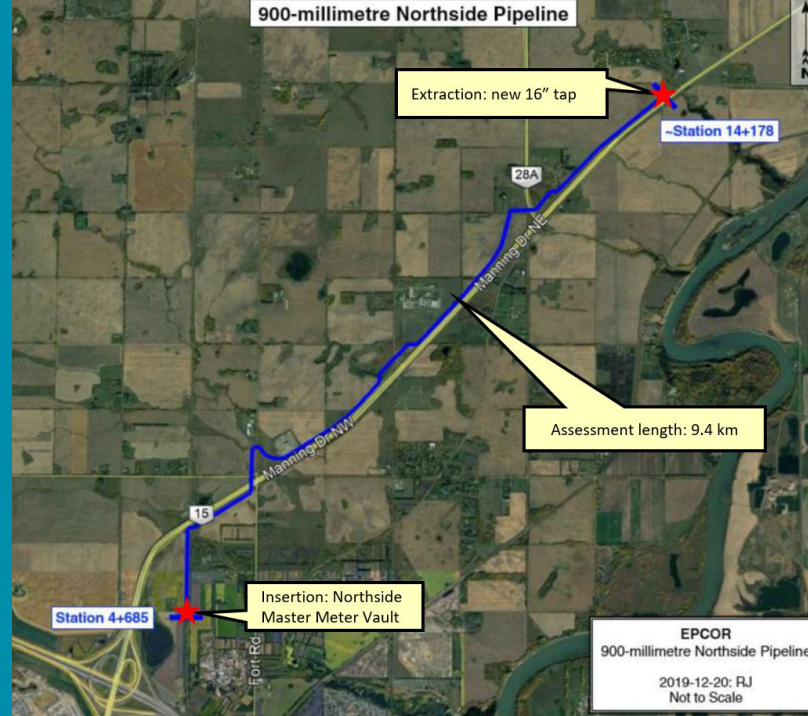 900-millimetre Northside Pipeline
Extraction: new 16” tap
~Station 14+178
N
28A
Manning Dr NE
Assessment length: 9.4 km
Manning Dr NW
15
Insertion: Northside
Master Meter Vault
Station 4+685
Fort Rd
EPCOR
900-millimetre Northside Pipeline
2019-12-20: RJ
Not to Scale